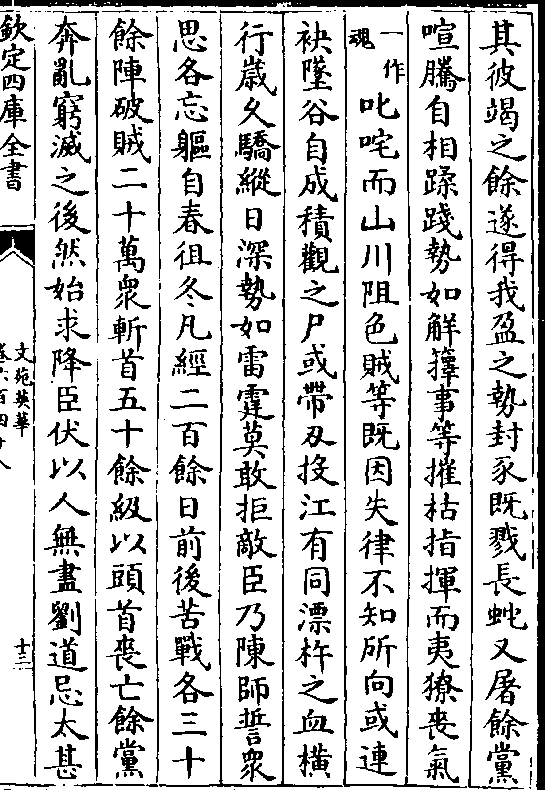 其彼竭之餘遂得我盈之勢封豕既戮長虵又屠餘黨
喧騰自相蹂踐勢如觧籜事等摧枯指揮而夷獠喪氣
一作魂
叱咤而山川阻色賊等既因失律不知所向或連
袂墜谷自成積觀之尸或帶刄投江有同漂杵之血横
行嵗久驕縱日深勢如雷霆莫敢拒敵臣乃陳師誓衆
思各忘軀自春徂冬凡經二百餘日前後苦戰各三十
餘陣破賊二十萬衆斬首五十餘級以頭首喪亡餘黨
奔亂窮滅之後然始求降臣伏以人無盡劉道忌太甚
欽定四庫全書
文苑英華
卷六百四十八
十三